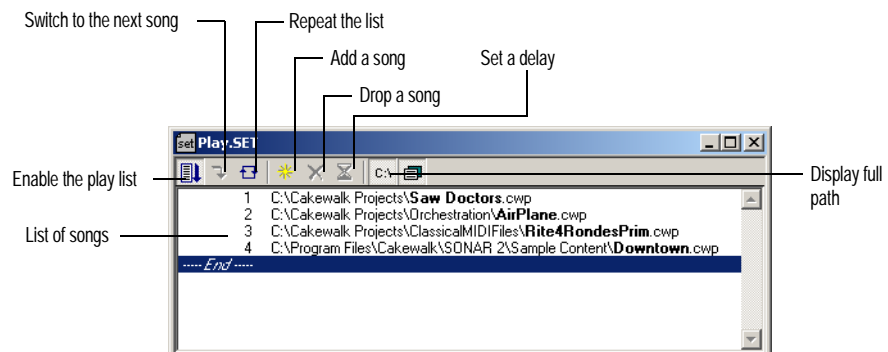 Switch to the next song
Repeat the list
Add a song
Set a delay
Drop a song
set Play.SET
Enable the play list
C:\
Display full
path
List of songs
1 C:\Cakewalk Projects\Saw Doctors.cwp
2 C:\Cakewalk Projects\Orchestration\AirPlane.cwp
3 C:\Cakewalk Projects\ClassicalMIDIFiles\Rite4RondesPrim.cwp
4 C:\Program Files\Cakewalk\SONAR 2\Sample Content\Downtown.cwp
----- End -----